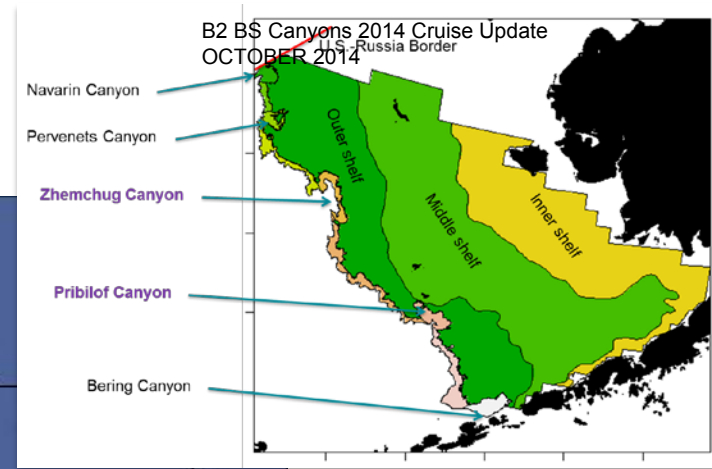 B2 BS Canyons 2014 Cruise Update
OCTOBER 2014
U.S.-Russia Border
Navarin Canyon
Pervenets Canyon
Zhemchug Canyon
Pribilof Canyon
Bering Canyon
Outer shelf
Middle shelf
Inner shelf